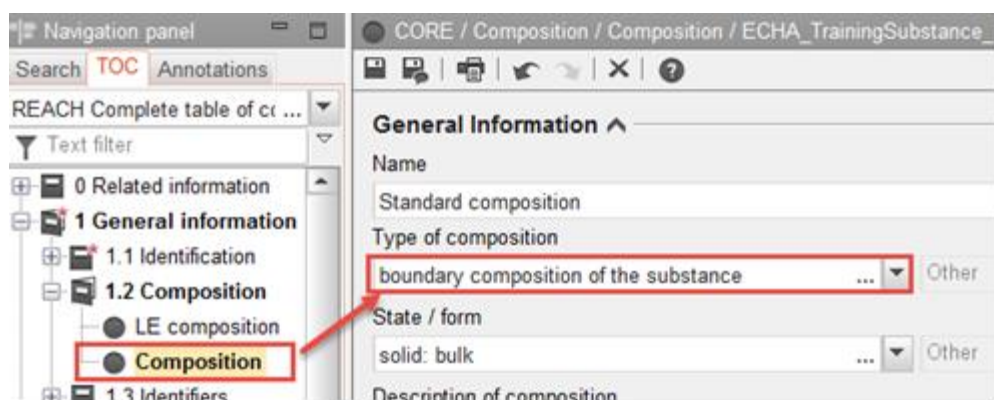 Navigation panel
Search TOC Annotations
REACH Complete table of co ...
Text filter
0 Related information
1 General information
1.1 Identification
1.2 Composition
LE composition
Composition
1.3 Identifiers
CORE / Composition / Composition / ECHA_TrainingSubstance_
General Information
Name
Standard composition
Type of composition
boundary composition of the substance ... Other
State / form
solid: bulk ... Other
Description of composition